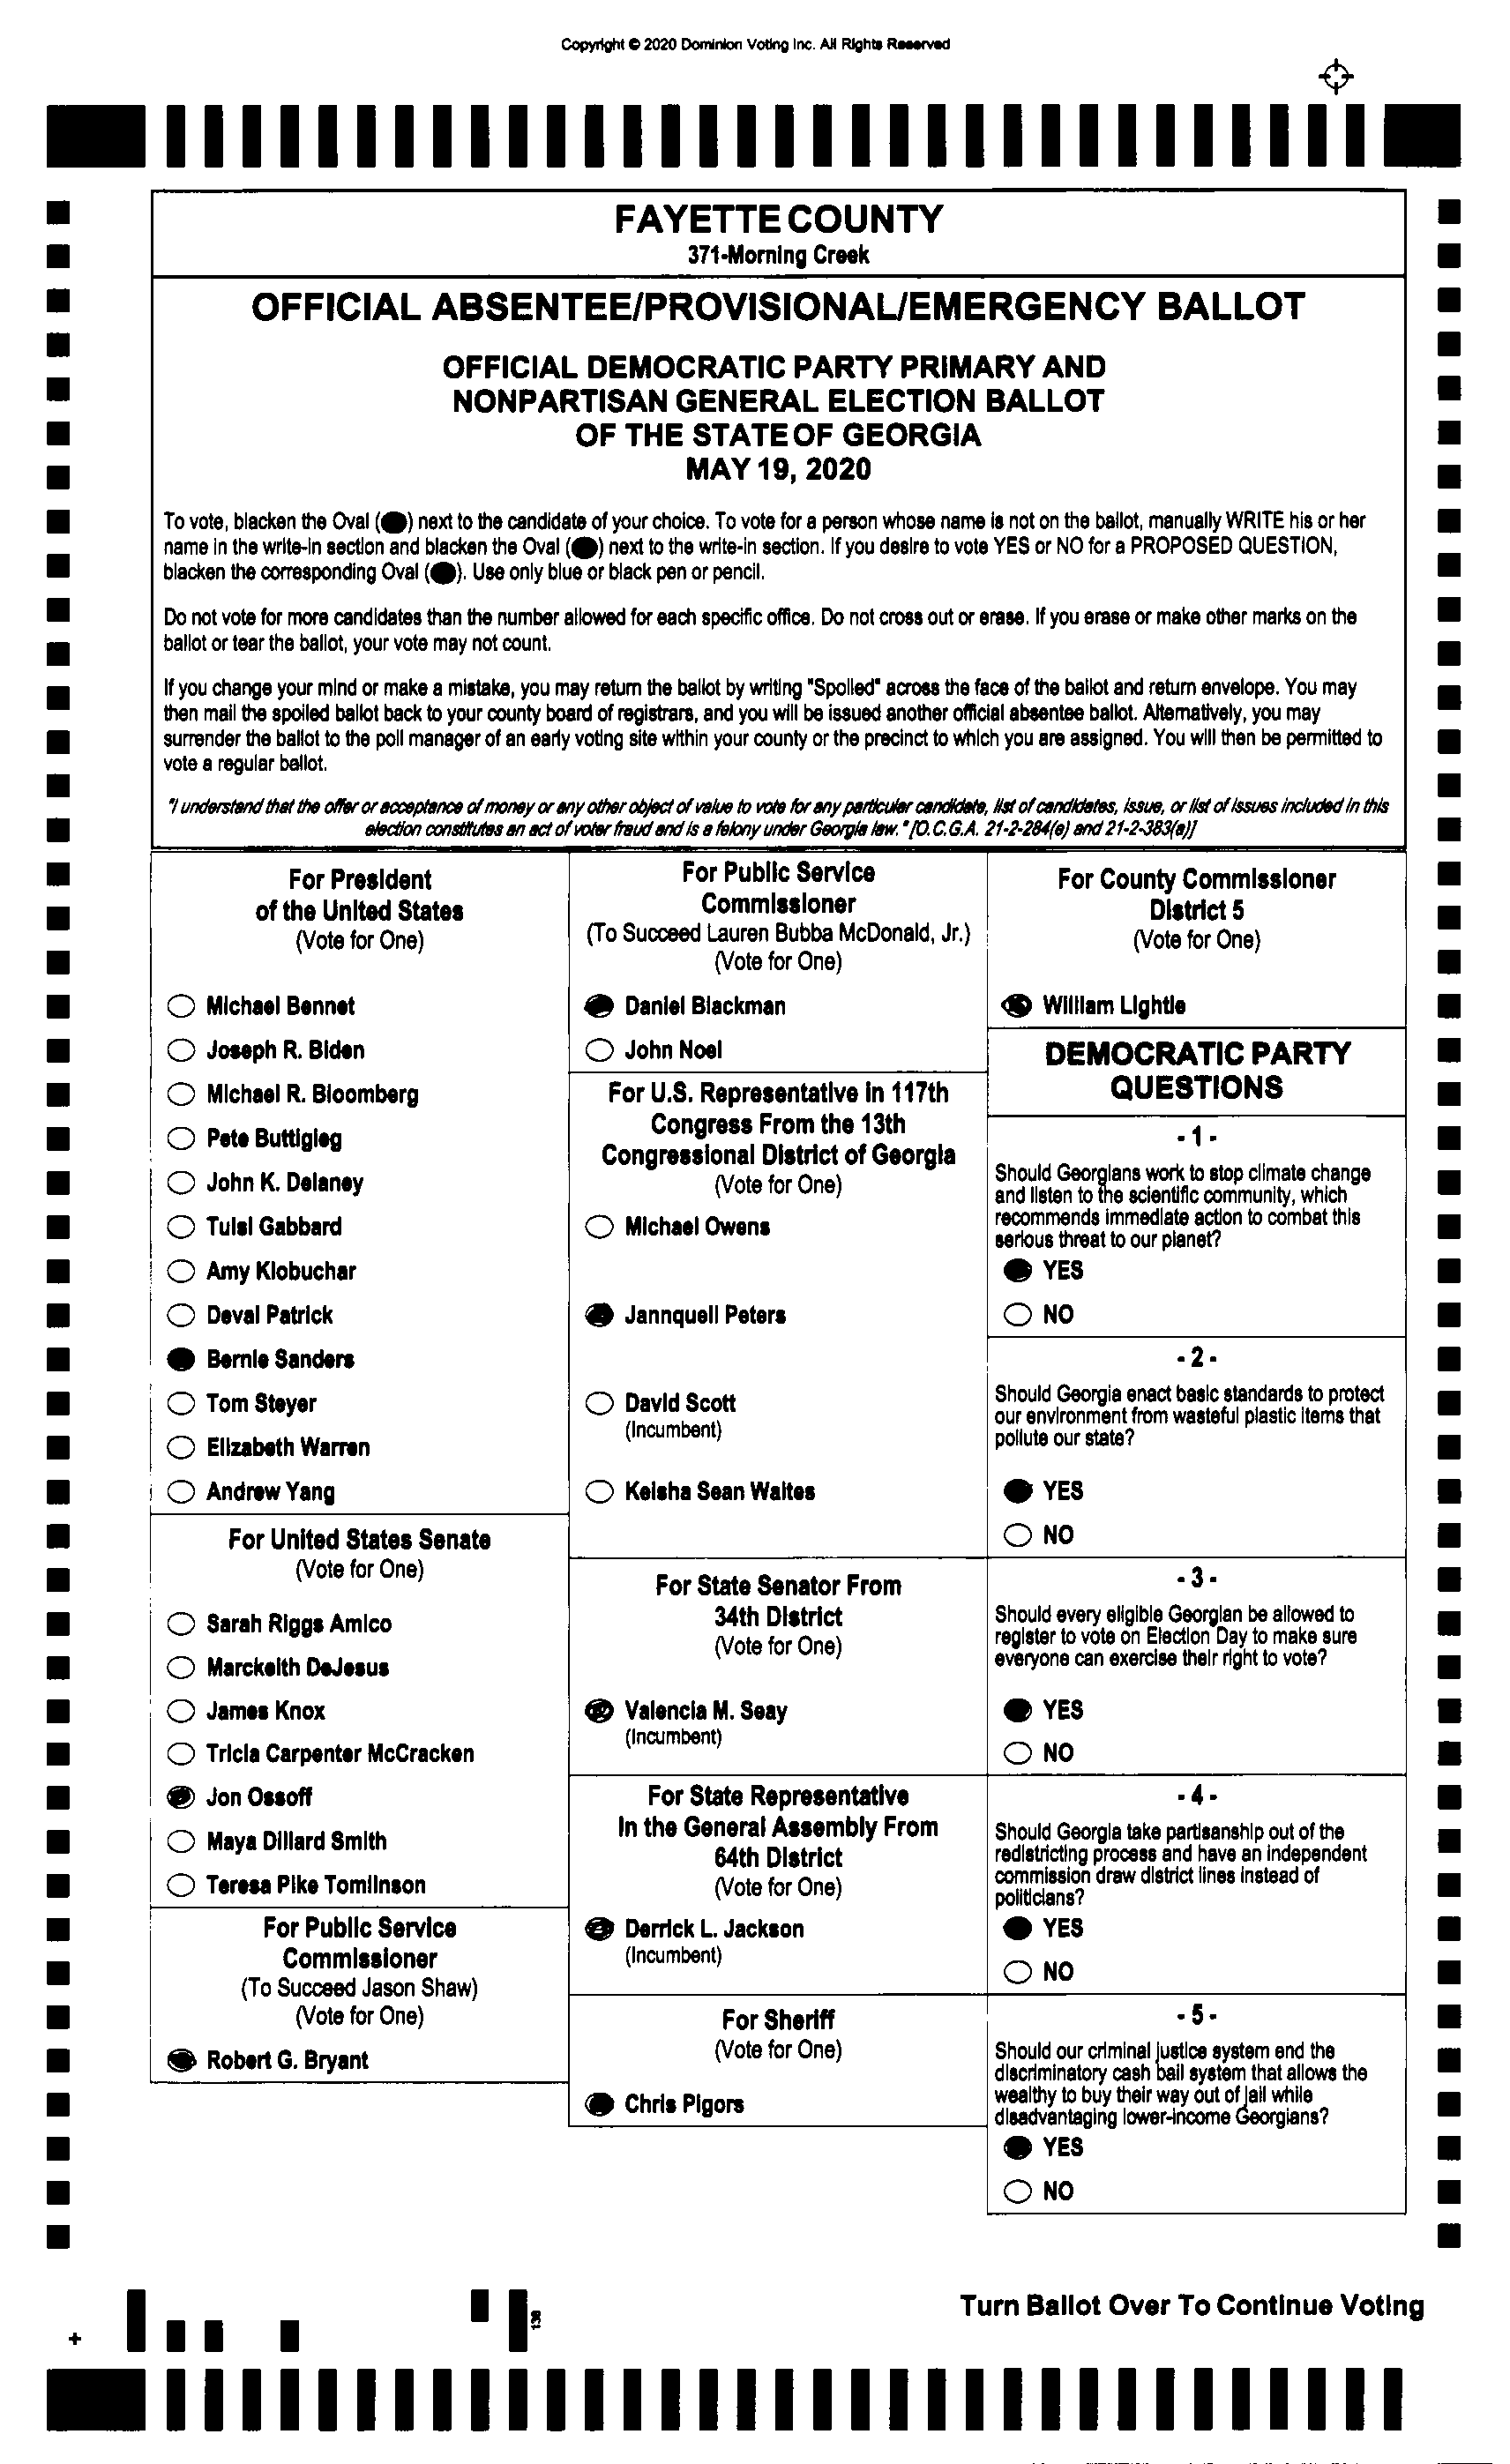 Copyright © 2020 Dominion Voting Inc. All Rights Reserved
FAYETTE COUNTY
371-Morning Creek
OFFICIAL ABSENTEE/PROVISIONAL/EMERGENCY BALLOT
OFFICIAL DEMOCRATIC PARTY PRIMARY AND
NONPARTISAN GENERAL ELECTION BALLOT
OF THE STATE OF GEORGIA
MAY 19, 2020
To vote, blacken the Oval (⬬) next to the candidate of your choice. To vote for a person whose name is not on the ballot, manually WRITE his or her
name in the write-in section and blacken the Oval (⬬) next to the write-in section. If you desire to vote YES or NO for a PROPOSED QUESTION,
blacken the corresponding Oval (⬬). Use only blue or black pen or pencil.
Do not vote for more candidates than the number allowed for each specific office. Do not cross out or erase. If you erase or make other marks on the
ballot or tear the ballot, your vote may not count.
If you change your mind or make a mistake, you may return the ballot by writing "Spoiled" across the face of the ballot and return envelope. You may
then mail the spoiled ballot back to your county board of registrars, and you will be issued another official absentee ballot. Alternatively, you may
surrender the ballot to the poll manager of an early voting site within your county or the precinct to which you are assigned. You will then be permitted to
vote a regular ballot.
"I understand that the offer or acceptance of money or any other object of value to vote for any particular candidate, list of candidates, issue, or list of issues included in this
election constitutes an act of voter fraud and is a felony under Georgia law." [O.C.G.A. 21-2-284(e) and 21-2-383(a)]
For President
of the United States
(Vote for One)
Michael Bennet
Joseph R. Biden
Michael R. Bloomberg
Pete Buttigieg
John K. Delaney
Tulsi Gabbard
Amy Klobuchar
Deval Patrick
Bernie Sanders
Tom Steyer
Elizabeth Warren
Andrew Yang
For United States Senate
(Vote for One)
Sarah Riggs Amico
Marckeith DeJesus
James Knox
Tricia Carpenter McCracken
Jon Ossoff
Maya Dillard Smith
Teresa Pike Tomlinson
For Public Service
Commissioner
(To Succeed Jason Shaw)
(Vote for One)
Robert G. Bryant
For Public Service
Commissioner
(To Succeed Lauren Bubba McDonald, Jr.)
(Vote for One)
Daniel Blackman
John Noel
For U.S. Representative in 117th
Congress From the 13th
Congressional District of Georgia
(Vote for One)
Michael Owens
Jannquell Peters
David Scott
(Incumbent)
Keisha Sean Waites
For State Senator From
34th District
(Vote for One)
Valencia M. Seay
(Incumbent)
For State Representative
In the General Assembly From
64th District
(Vote for One)
Derrick L. Jackson
(Incumbent)
For Sheriff
(Vote for One)
Chris Pigors
For County Commissioner
District 5
(Vote for One)
William Lightle
DEMOCRATIC PARTY
QUESTIONS
- 1 -
Should Georgians work to stop climate change
and listen to the scientific community, which
recommends immediate action to combat this
serious threat to our planet?
YES
NO
- 2 -
Should Georgia enact basic standards to protect
our environment from wasteful plastic items that
pollute our state?
YES
NO
- 3 -
Should every eligible Georgian be allowed to
register to vote on Election Day to make sure
everyone can exercise their right to vote?
YES
NO
- 4 -
Should Georgia take partisanship out of the
redistricting process and have an independent
commission draw district lines instead of
politicians?
YES
NO
- 5 -
Should our criminal justice system end the
discriminatory cash bail system that allows the
wealthy to buy their way out of jail while
disadvantaging lower-income Georgians?
YES
NO
138
Turn Ballot Over To Continue Voting